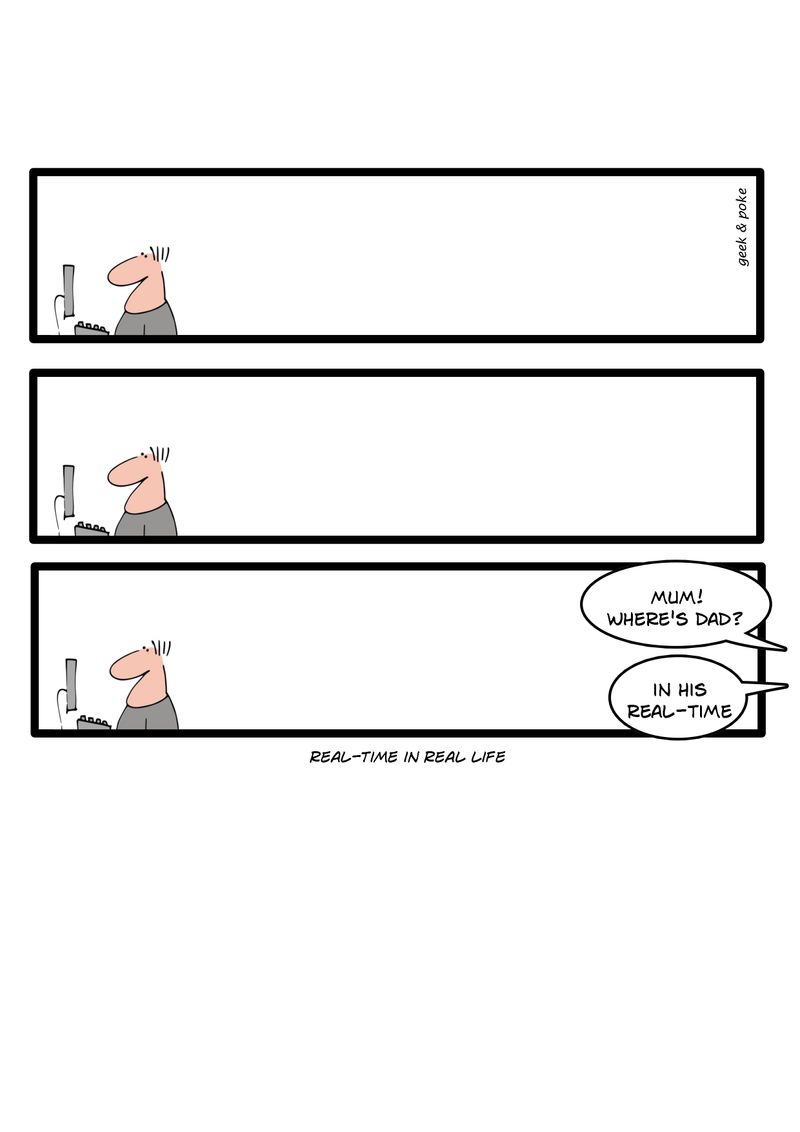 geek & poke
MUM!
WHERE'S DAD?
IN HIS
REAL-TIME
REAL-TIME IN REAL LIFE